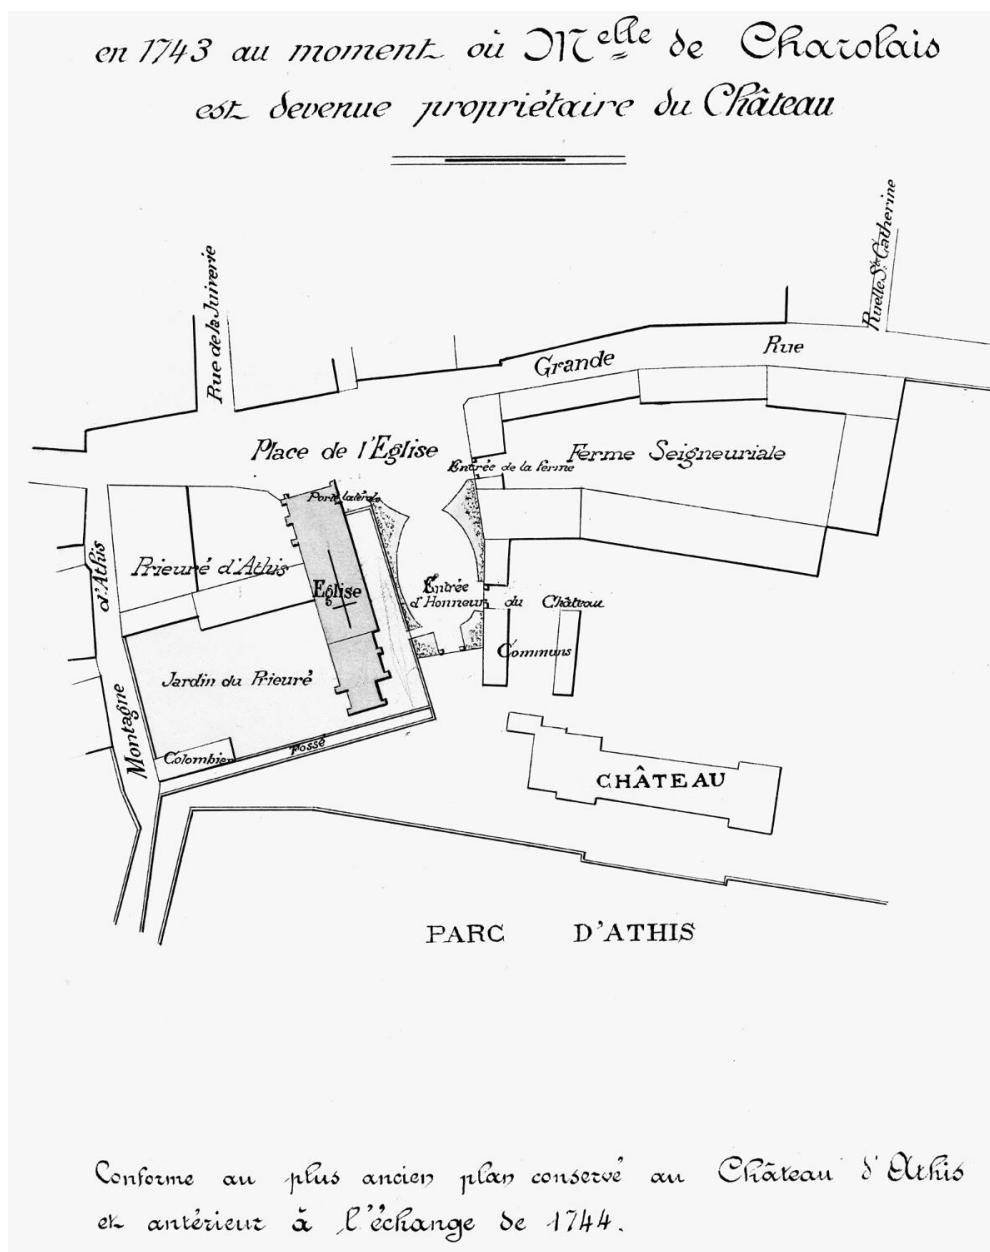 en 1743 au moment où Melle de Charolais
est devenue propriétaire du Château
Rue de la Juiverie
Ruelle Ste Catherine
Grande Rue
Place de l'Eglise
Entrée de la ferme
Ferme Seigneuriale
Porte latérale
Prieuré d'Athis
Eglise
Entrée
d'Honneur du Château
Communs
Jardin du Prieuré
Montagne d'Athis
Colombier
Fossé
CHÂTEAU
PARC D'ATHIS
Conforme au plus ancien plan conservé au Château d'Athis
et antérieur à l'échange de 1744.